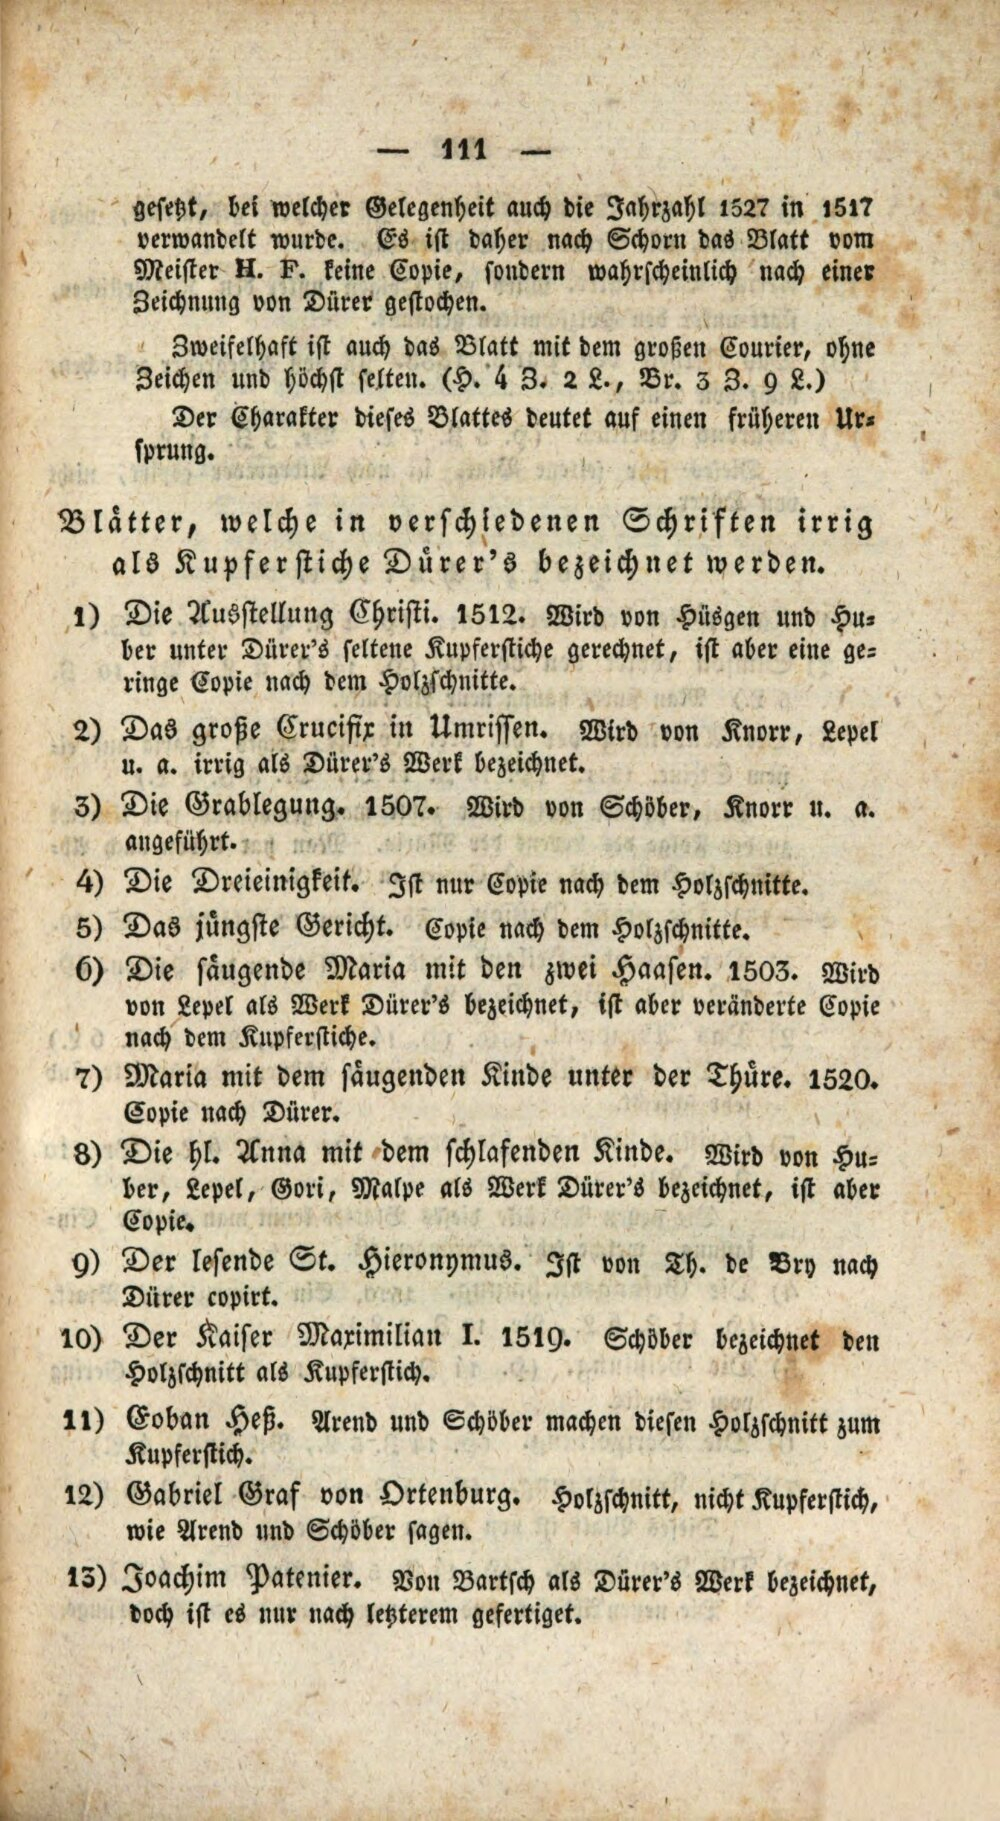 — 111 —
gesetzt, bei welcher Gelegenheit auch die Jahrzahl 1527 in 1517
verwandelt wurde. Es ist daher nach Schorn das Blatt vom
Meister H. F. keine Copie, sondern wahrscheinlich nach einer
Zeichnung von Dürer gestochen.
Zweifelhaft ist auch das Blatt mit dem großen Courier, ohne
Zeichen und höchst selten. (H. 4 Z. 2 L., Br. 3 Z. 9 L.)
Der Charakter dieses Blattes deutet auf einen früheren Ur-
sprung.
Blätter, welche in verschiedenen Schriften irrig
als Kupferstiche Dürer's bezeichnet werden.
1) Die Ausstellung Christi. 1512. Wird von Hüsgen und Hu-
ber unter Dürer's seltene Kupferstiche gerechnet, ist aber eine ge-
ringe Copie nach dem Holzschnitte.
2) Das große Crucifix in Umrissen. Wird von Knorr, Lepel
u. a. irrig als Dürer's Werk bezeichnet.
3) Die Grablegung. 1507. Wird von Schöber, Knorr u. a.
angeführt.
4) Die Dreieinigkeit. Ist nur Copie nach dem Holzschnitte.
5) Das jüngste Gericht. Copie nach dem Holzschnitte.
6) Die säugende Maria mit den zwei Haasen. 1503. Wird
von Lepel als Werk Dürer's bezeichnet, ist aber veränderte Copie
nach dem Kupferstiche.
7) Maria mit dem säugenden Kinde unter der Thüre. 1520.
Copie nach Dürer.
8) Die hl. Anna mit dem schlafenden Kinde. Wird von Hu-
ber, Lepel, Gori, Malpe als Werk Dürer's bezeichnet, ist aber
Copie.
9) Der lesende St. Hieronymus. Ist von Th. de Bry nach
Dürer copirt.
10) Der Kaiser Maximilian I. 1519. Schöber bezeichnet den
Holzschnitt als Kupferstich.
11) Eoban Heß. Arend und Schöber machen diesen Holzschnitt zum
Kupferstich.
12) Gabriel Graf von Ortenburg. Holzschnitt, nicht Kupferstich,
wie Arend und Schöber sagen.
13) Joachim Patenier. Von Bartsch als Dürer's Werk bezeichnet,
doch ist es nur nach letzterem gefertiget.